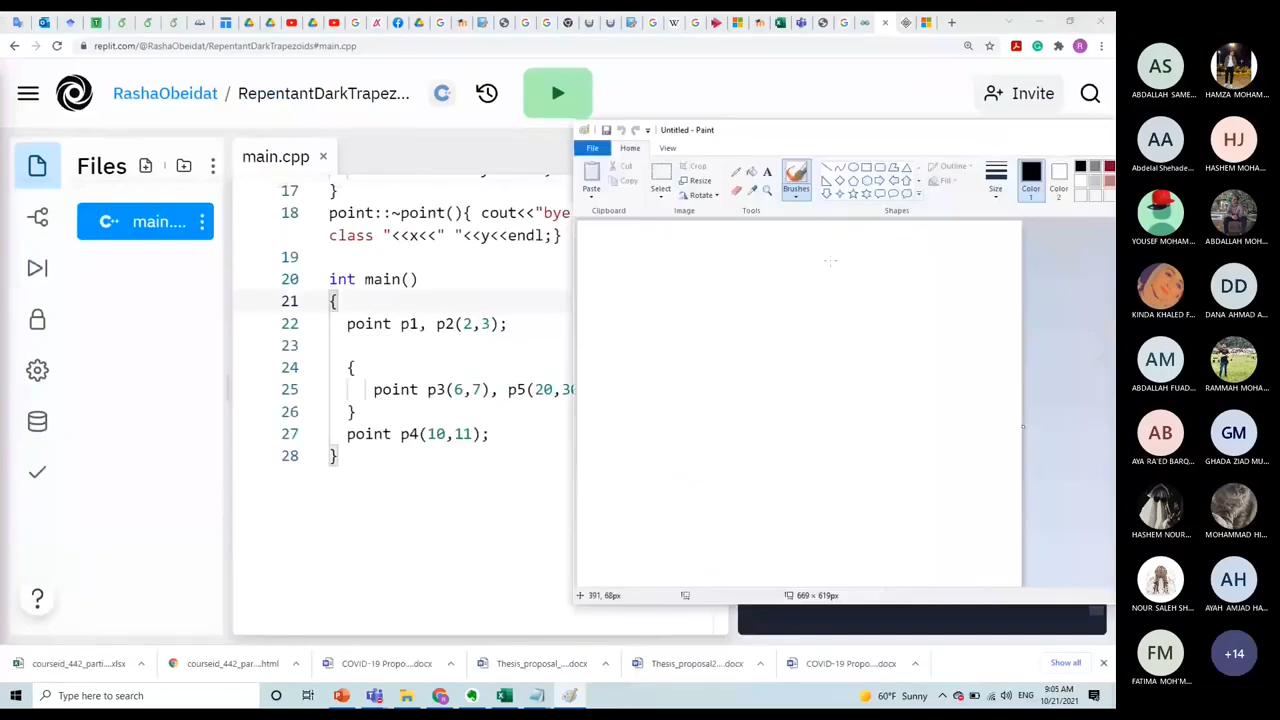 replit.com/@RashaObeidat/RepentantDarkTrapezoids#main.cpp
RashaObeidat / RepentantDarkTrapez...
Invite
Files
main....
main.cpp
17 }
18 point::~point(){ cout<<"bye
class "<<x<<" "<<y<<endl;}
19
20 int main()
21 {
22 point p1, p2(2,3);
23
24 {
25 point p3(6,7), p5(20,30
26 }
27 point p4(10,11);
28 }
Untitled - Paint
File
Home
View
Paste
Cut
Copy
Clipboard
Select
Crop
Resize
Rotate
Image
Tools
Brushes
Shapes
Outline
Fill
Size
Color 1
Color 2
391, 68px
669 × 619px
courseid_442_parti....xlsx
courseid_442_par....html
COVID-19 Propo....docx
Thesis_proposal_....docx
Thesis_proposal2....docx
COVID-19 Propo....docx
Show all
Type here to search
60°F Sunny
ENG
9:05 AM
10/21/2021
AS
ABDALLAH SAME...
HAMZA MOHAM...
AA
Abdelal Shehade...
HJ
HASHEM MOHA...
YOUSEF MOHAM...
ABDALLAH MOHA...
KINDA KHALED F...
DD
DANA AHMAD A...
AM
ABDALLAH FUAD...
RAMMAH MOHA...
AB
AYA RA'ED BARQ...
GM
GHADA ZIAD MU...
HASHEM NOUR...
MOHAMMAD HI...
NOUR SALEH SH...
AH
AYAH AMJAD HA...
FM
FATIMA MOH'M...
+14